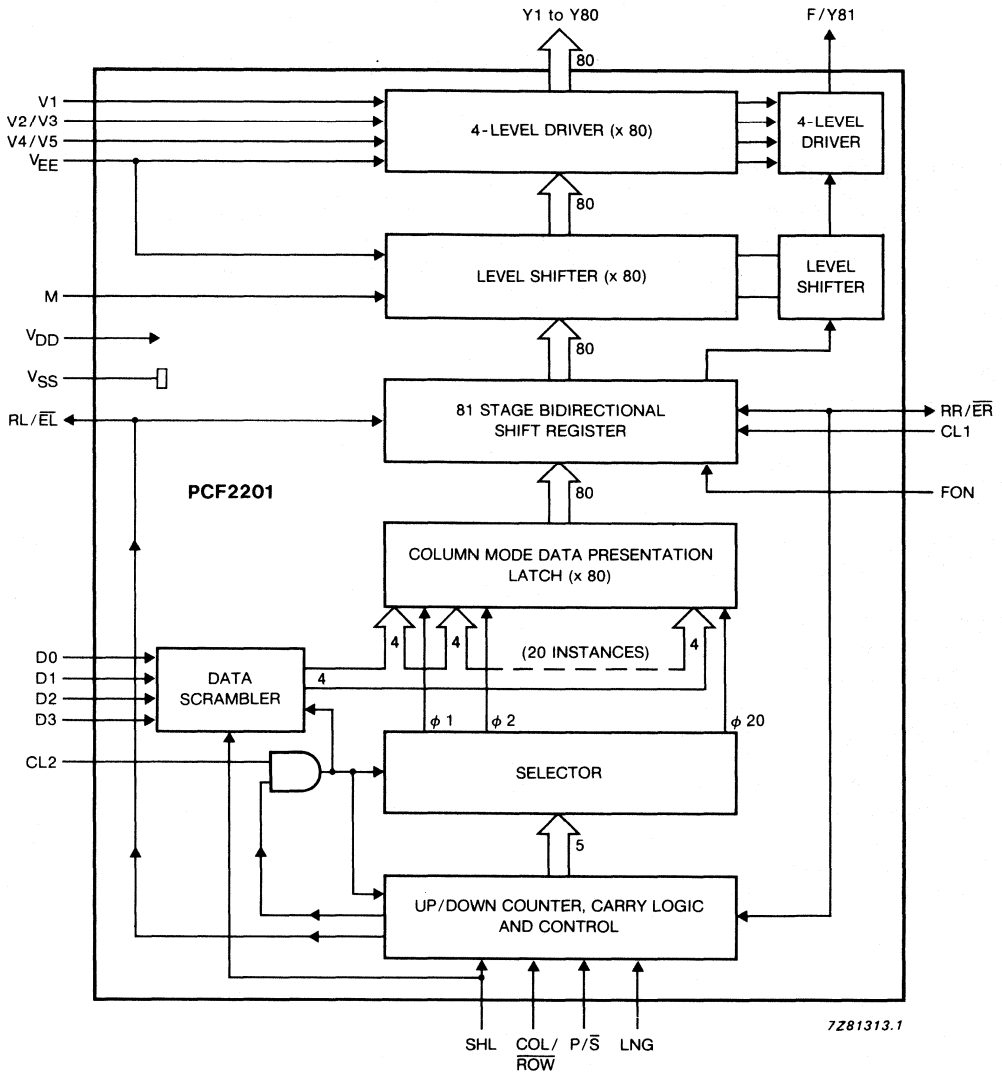 Y1 to Y80
F/Y81
80
V1
V2/V3
V4/V5
VEE
4-LEVEL DRIVER (x 80)
4-LEVEL
DRIVER
80
LEVEL SHIFTER (x 80)
LEVEL
SHIFTER
M
VDD
VSS
80
RL/E̅L̅
81 STAGE BIDIRECTIONAL
SHIFT REGISTER
RR/E̅R̅
CL1
FON
PCF2201
80
COLUMN MODE DATA PRESENTATION
LATCH (x 80)
4
4
(20 INSTANCES)
4
D0
D1
D2
D3
DATA
SCRAMBLER
4
ϕ 1
ϕ 2
ϕ 20
CL2
SELECTOR
5
UP/DOWN COUNTER, CARRY LOGIC
AND CONTROL
SHL
COL/
R̅O̅W̅
P/S̅
LNG
7Z81313.1